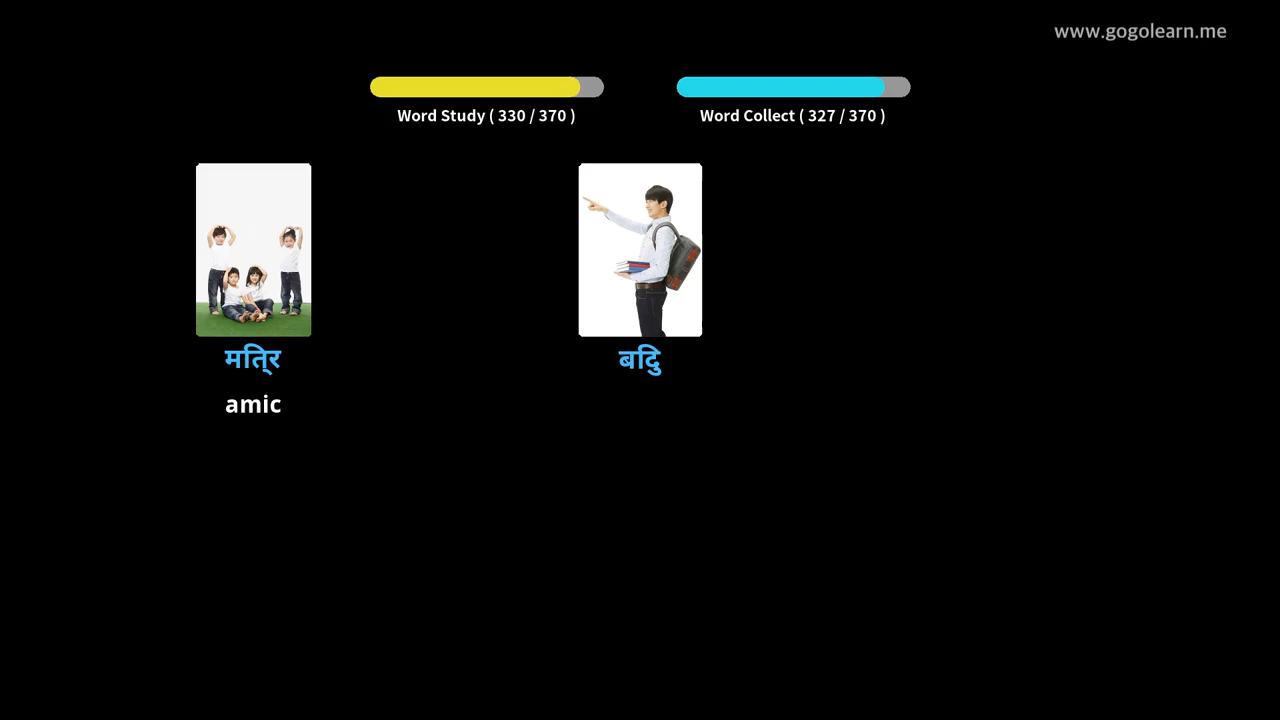 www.gogolearn.me
Word Study ( 330 / 370 )
Word Collect ( 327 / 370 )
मति्र
बदिु
amic